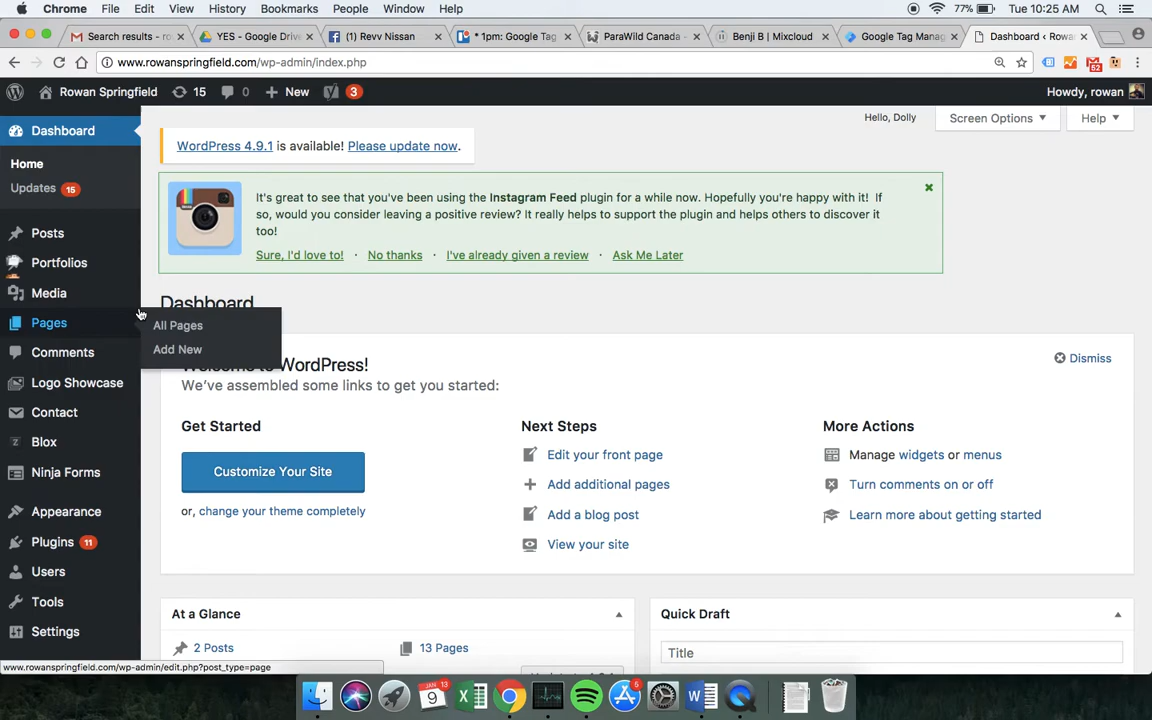 Chrome File Edit View History Bookmarks People Window Help 77% Tue 10:25 AM
Search results - ro YES - Google Drive (1) Revv Nissan *1pm: Google Tag ParaWild Canada - Benji B | Mixcloud Google Tag Mana Dashboard ‹ Rowa
www.rowanspringfield.com/wp-admin/index.php 52
Rowan Springfield 15 0 New 3 Howdy, rowan
Hello, Dolly Screen Options Help
Dashboard
Home
Updates 15
Posts
Portfolios
Media
Pages
Comments
Logo Showcase
Contact
Blox
Ninja Forms
Appearance
Plugins 11
Users
Tools
Settings
All Pages
Add New
WordPress 4.9.1 is available! Please update now.
It's great to see that you've been using the Instagram Feed plugin for a while now. Hopefully you're happy with it! If
so, would you consider leaving a positive review? It really helps to support the plugin and helps others to discover it
too!
Sure, I'd love to! · No thanks · I've already given a review · Ask Me Later
Dashboard
to WordPress!
We've assembled some links to get you started:
Dismiss
Get Started
Customize Your Site
or, change your theme completely
Next Steps
Edit your front page
Add additional pages
Add a blog post
View your site
More Actions
Manage widgets or menus
Turn comments on or off
Learn more about getting started
At a Glance
2 Posts 13 Pages
Quick Draft
Title
www.rowanspringfield.com/wp-admin/edit.php?post_type=page
JAN 13
9
5